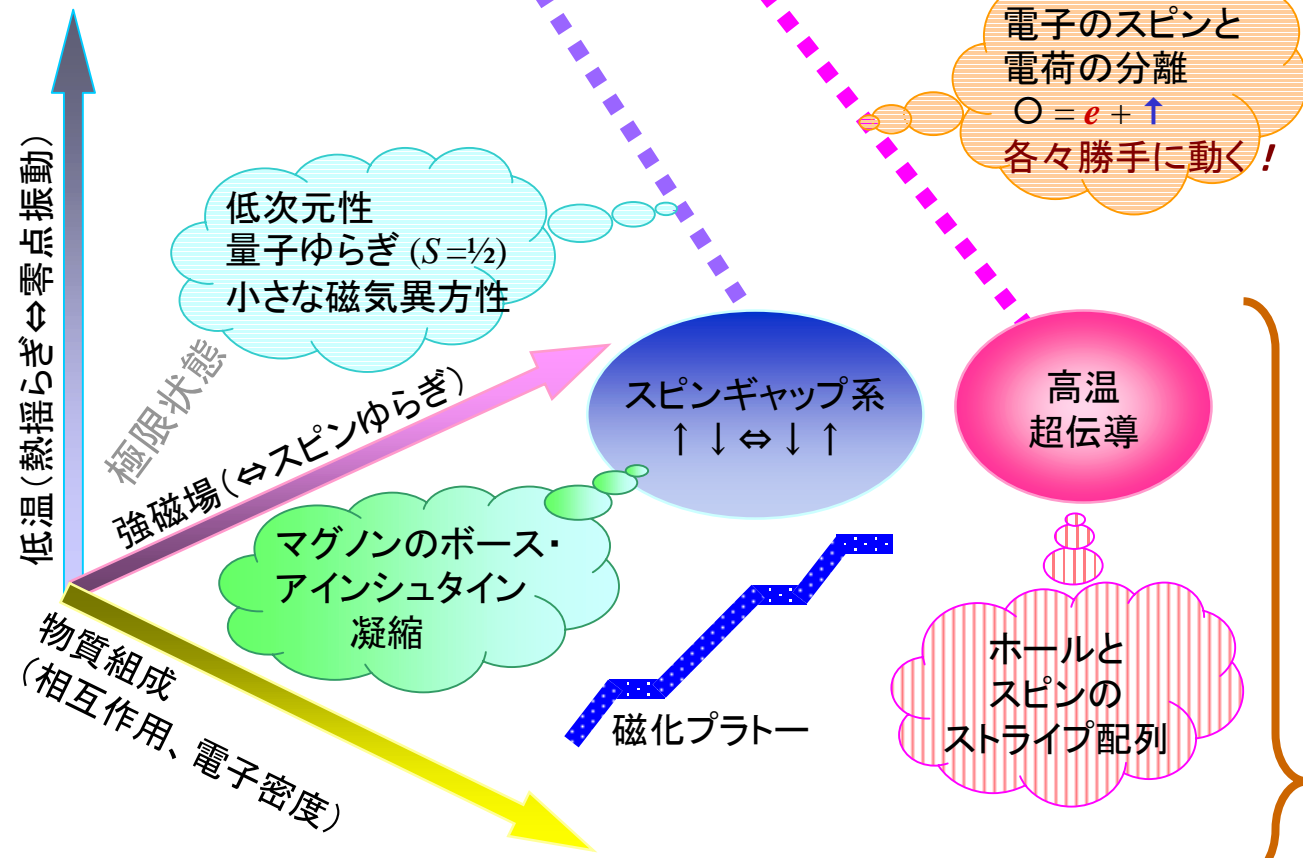 電子のスピンと
電荷の分離
○ = e + ↑
各々勝手に動く!
低温(熱揺らぎ⇔零点振動)
低次元性
量子ゆらぎ (S=½)
小さな磁気異方性
極限状態
強磁場(⇔スピンゆらぎ)
スピンギャップ系
↑ ↓ ⇔ ↓ ↑
高温
超伝導
マグノンのボース・
アインシュタイン
凝縮
物質組成
(相互作用、電子密度)
磁化プラトー
ホールと
スピンの
ストライプ配列